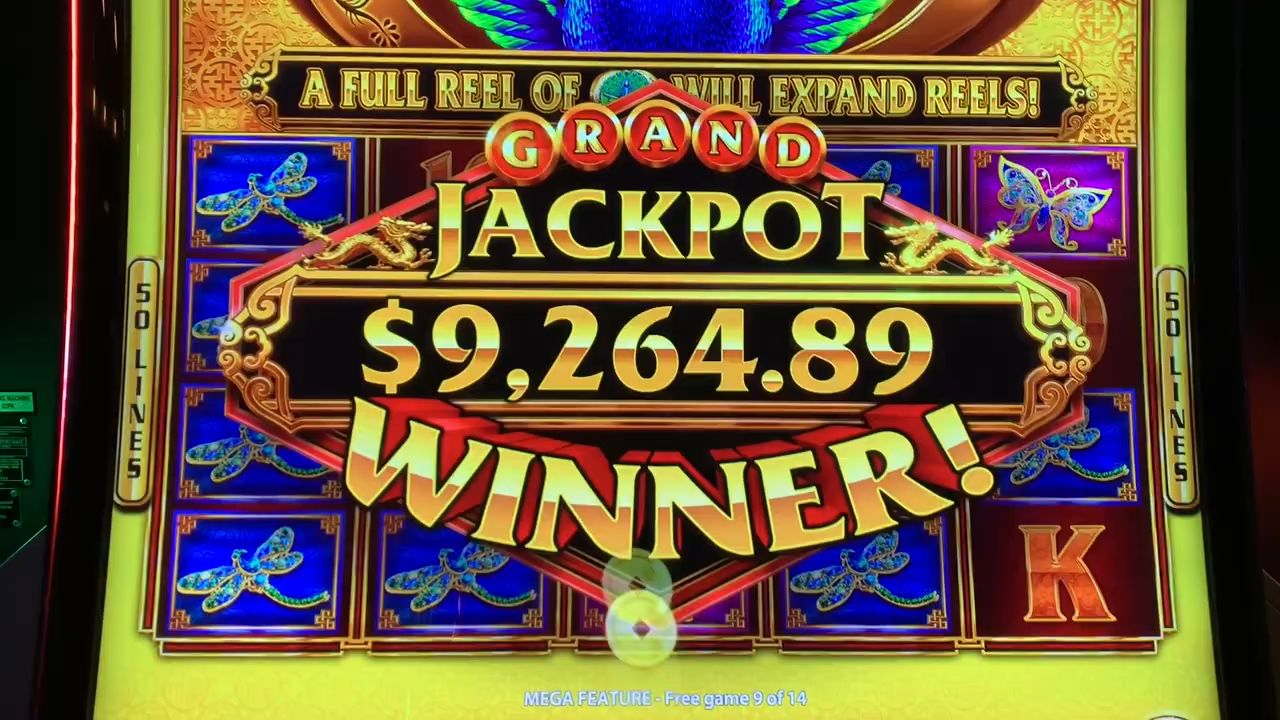 A FULL REEL OF WILL EXPAND REELS!
GRAND
JACKPOT
$9,264.89
WINNER!
50 LINES
50 LINES
K
MEGA FEATURE - Free game 9 of 14